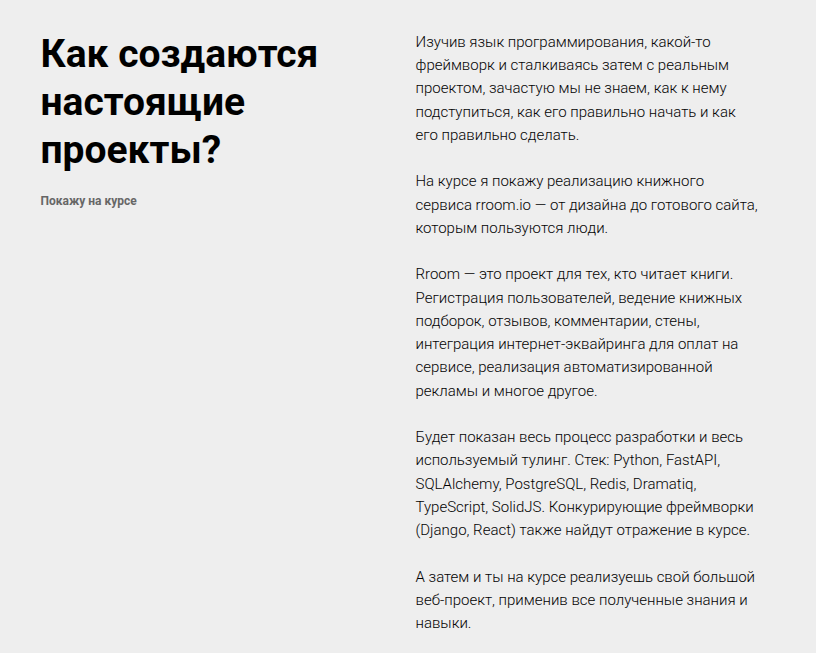 Как создаются
настоящие
проекты?
Покажу на курсе
Изучив язык программирования, какой-то
фреймворк и сталкиваясь затем с реальным
проектом, зачастую мы не знаем, как к нему
подступиться, как его правильно начать и как
его правильно сделать.
На курсе я покажу реализацию книжного
сервиса rroom.io — от дизайна до готового сайта,
которым пользуются люди.
Rroom — это проект для тех, кто читает книги.
Регистрация пользователей, ведение книжных
подборок, отзывов, комментарии, стены,
интеграция интернет-эквайринга для оплат на
сервисе, реализация автоматизированной
рекламы и многое другое.
Будет показан весь процесс разработки и весь
используемый тулинг. Стек: Python, FastAPI,
SQLAlchemy, PostgreSQL, Redis, Dramatiq,
TypeScript, SolidJS. Конкурирующие фреймворки
(Django, React) также найдут отражение в курсе.
А затем и ты на курсе реализуешь свой большой
веб-проект, применив все полученные знания и
навыки.